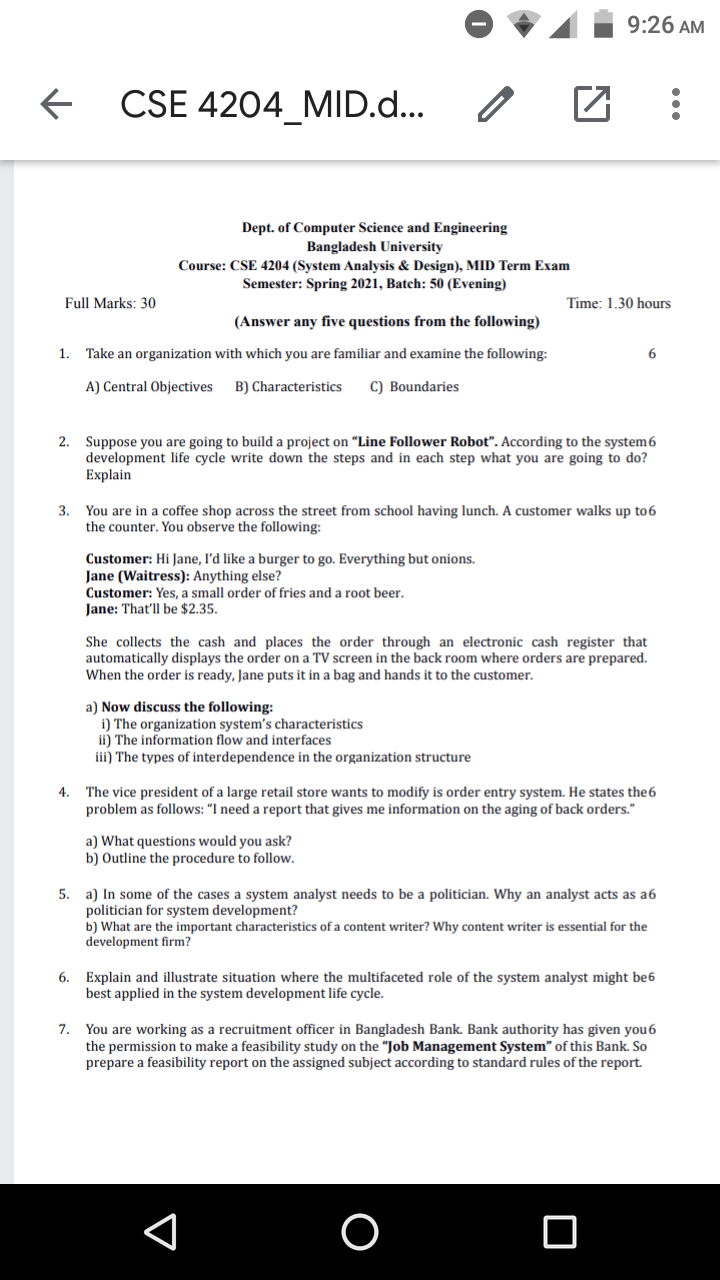 9:26 AM
CSE 4204_MID.d...
Dept. of Computer Science and Engineering
Bangladesh University
Course: CSE 4204 (System Analysis & Design), MID Term Exam
Semester: Spring 2021, Batch: 50 (Evening)
Full Marks: 30 Time: 1.30 hours
(Answer any five questions from the following)
1. Take an organization with which you are familiar and examine the following: 6
A) Central Objectives B) Characteristics C) Boundaries
2. Suppose you are going to build a project on “Line Follower Robot”. According to the system 6
development life cycle write down the steps and in each step what you are going to do?
Explain
3. You are in a coffee shop across the street from school having lunch. A customer walks up to 6
the counter. You observe the following:
Customer: Hi Jane, I’d like a burger to go. Everything but onions.
Jane (Waitress): Anything else?
Customer: Yes, a small order of fries and a root beer.
Jane: That’ll be $2.35.
She collects the cash and places the order through an electronic cash register that
automatically displays the order on a TV screen in the back room where orders are prepared.
When the order is ready, Jane puts it in a bag and hands it to the customer.
a) Now discuss the following:
i) The organization system’s characteristics
ii) The information flow and interfaces
iii) The types of interdependence in the organization structure
4. The vice president of a large retail store wants to modify is order entry system. He states the 6
problem as follows: “I need a report that gives me information on the aging of back orders.”
a) What questions would you ask?
b) Outline the procedure to follow.
5. a) In some of the cases a system analyst needs to be a politician. Why an analyst acts as a 6
politician for system development?
b) What are the important characteristics of a content writer? Why content writer is essential for the
development firm?
6. Explain and illustrate situation where the multifaceted role of the system analyst might be 6
best applied in the system development life cycle.
7. You are working as a recruitment officer in Bangladesh Bank. Bank authority has given you 6
the permission to make a feasibility study on the “Job Management System” of this Bank. So
prepare a feasibility report on the assigned subject according to standard rules of the report.